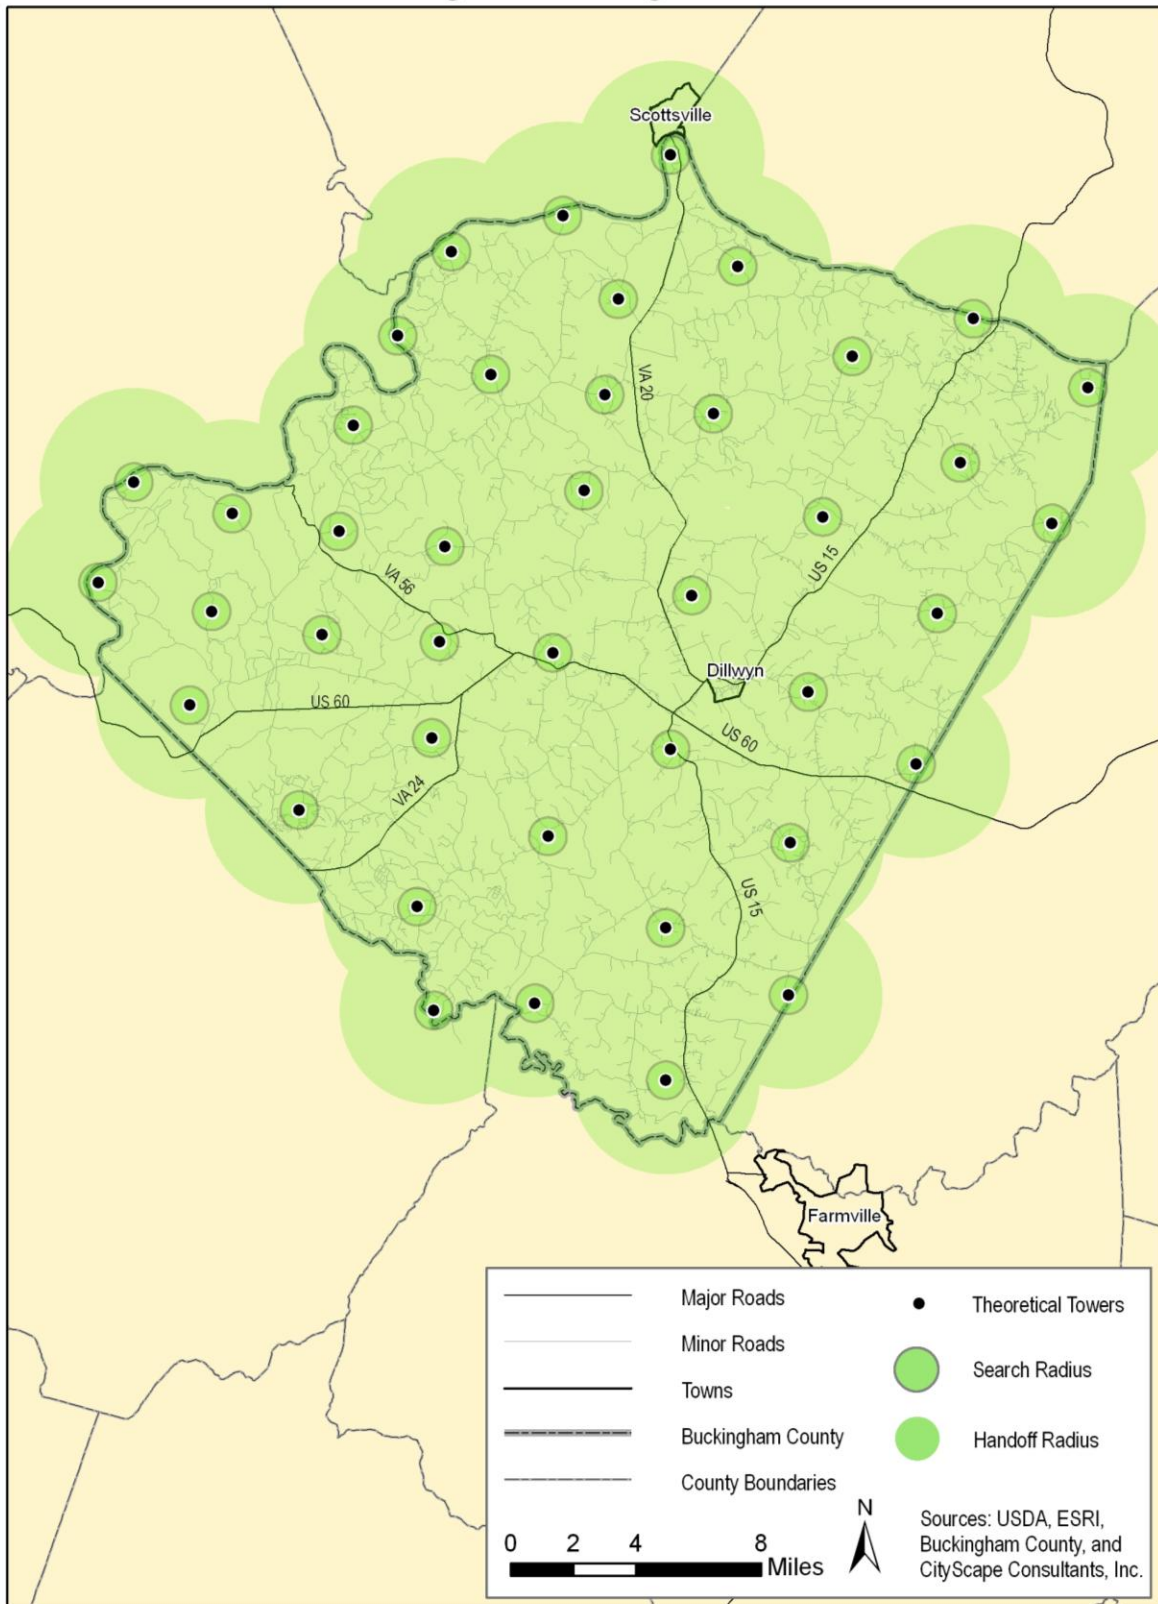 Scottsville
VA 20
US 15
VA 56
Dillwyn
US 60
US 60
VA 24
US 15
Farmville
Major Roads
Minor Roads
Towns
Buckingham County
County Boundaries
Theoretical Towers
Search Radius
Handoff Radius
N
0 2 4 8
Miles
Sources: USDA, ESRI,
Buckingham County, and
CityScape Consultants, Inc.